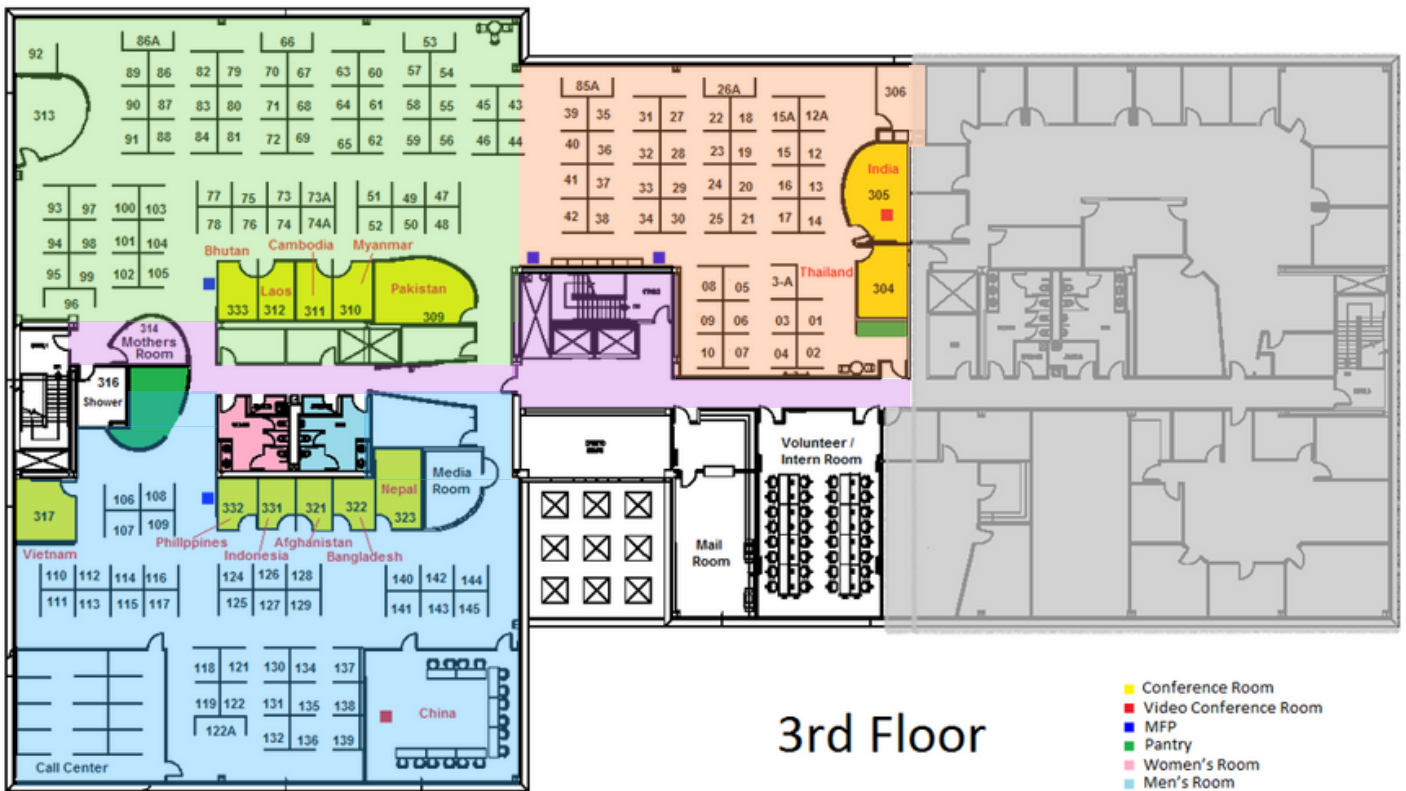 86A 66 53
92
89 86 82 79 70 67 63 60 57 54
90 87 83 80 71 68 64 61 58 55 45 43
91 88 84 81 72 69 65 62 59 56 46 44
313
85A 26A 306
39 35 31 27 22 18 15A 12A
40 36 32 28 23 19 15 12
41 37 33 29 24 20 16 13
42 38 34 30 25 21 17 14
India
305
93 97 100 103 77 75 73 73A 51 49 47
94 98 101 104 78 76 74 74A 52 50 48
95 99 102 105
96
Bhutan Cambodia Myanmar
Laos Pakistan
333 312 311 310 309
Thailand
304
08 05 3-A
09 06 03 01
10 07 04 02
314
Mothers
Room
316
Shower
Volunteer /
Intern Room
Media
Room
Nepal
317 332 331 321 322 323
106 108
107 109
Vietnam Philppines Indonesia Afghanistan Bangladesh
Mail
Room
110 112 114 116 124 126 128 140 142 144
111 113 115 117 125 127 129 141 143 145
118 121 130 134 137
119 122 131 135 138
122A 132 136 139
China
Call Center
3rd Floor
Conference Room
Video Conference Room
MFP
Pantry
Women's Room
Men's Room